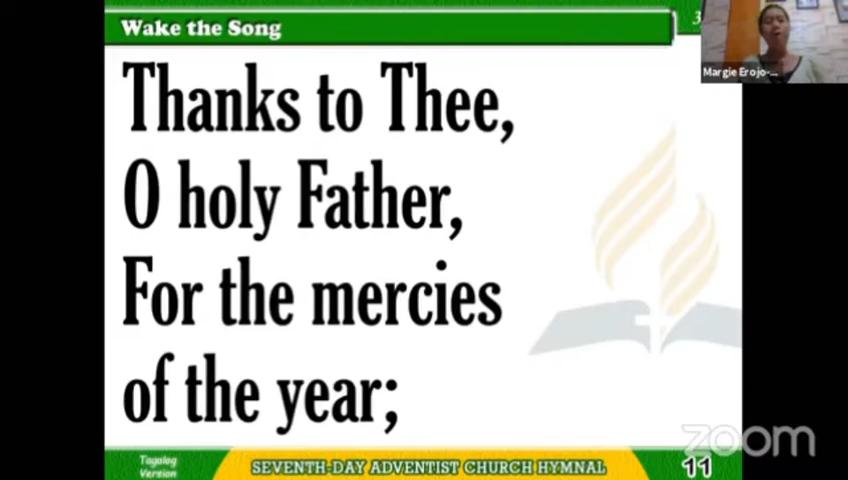 Wake the Song
3
Margie Erojo-...
Thanks to Thee,
O holy Father,
For the mercies
of the year;
zoom
Tagalog
Version
SEVENTH-DAY ADVENTIST CHURCH HYMNAL
11